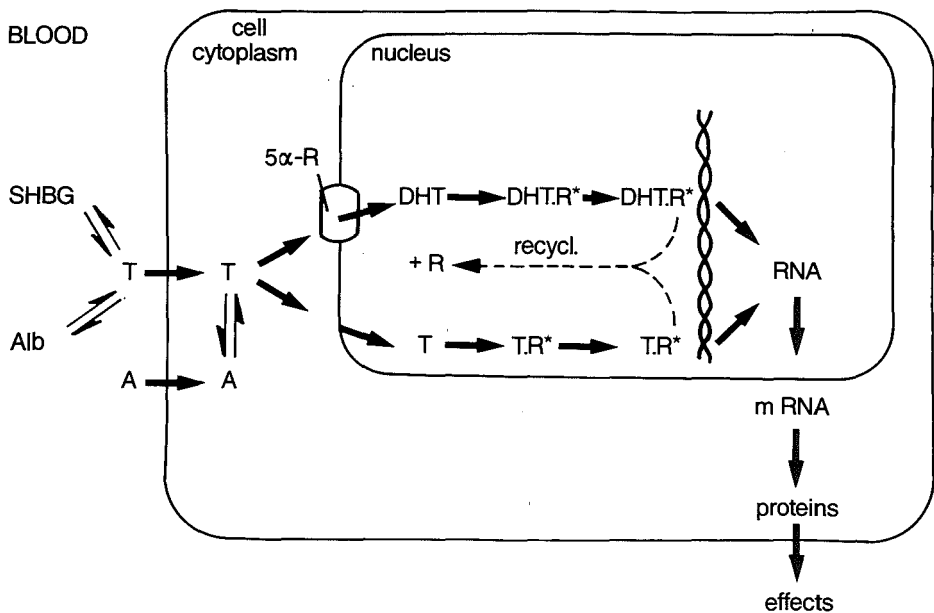 BLOOD
cell
cytoplasm
nucleus
5α-R
SHBG
DHT
DHT.R*
DHT.R*
T
T
+ R
recycl.
RNA
Alb
T
T.R*
T.R*
A
A
m RNA
proteins
effects